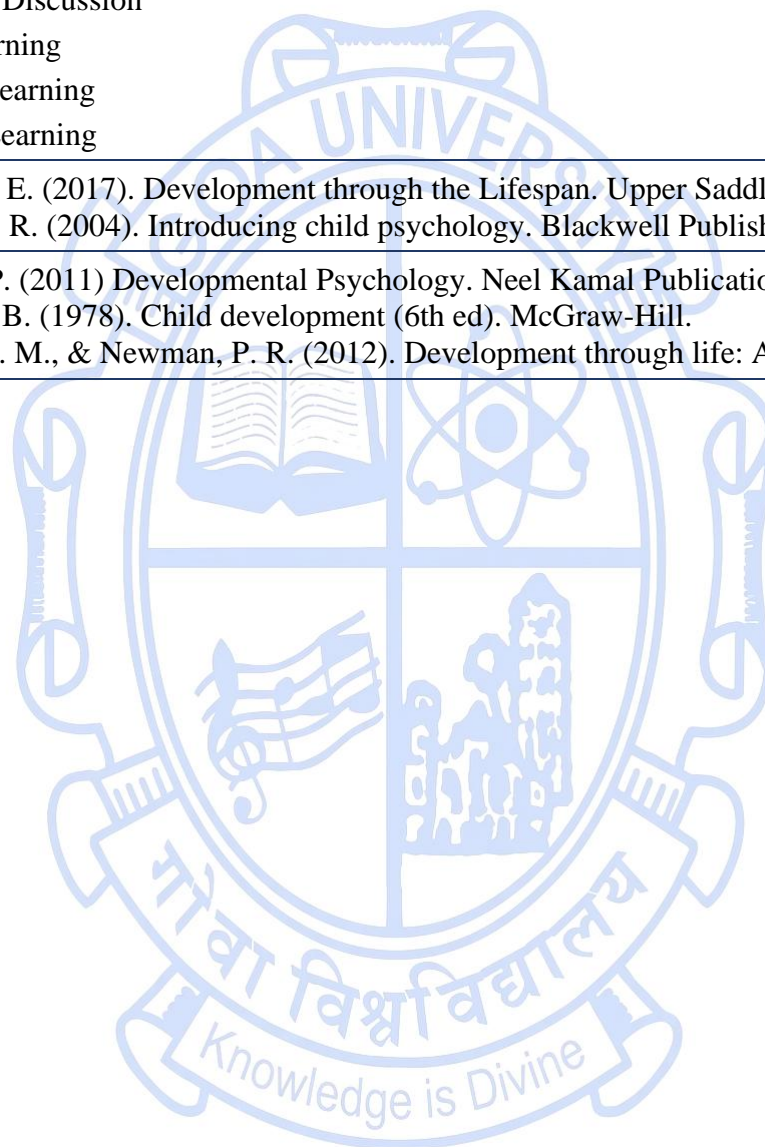 Discussion
rning
earning
earning
E. (2017). Development through the Lifespan. Upper Saddl
R. (2004). Introducing child psychology. Blackwell Publish
P. (2011) Developmental Psychology. Neel Kamal Publicatio
B. (1978). Child development (6th ed). McGraw-Hill.
. M., & Newman, P. R. (2012). Development through life: A
GOA UNIVERSITY
गोंवा विश्वविद्यालय
Knowledge is Divine